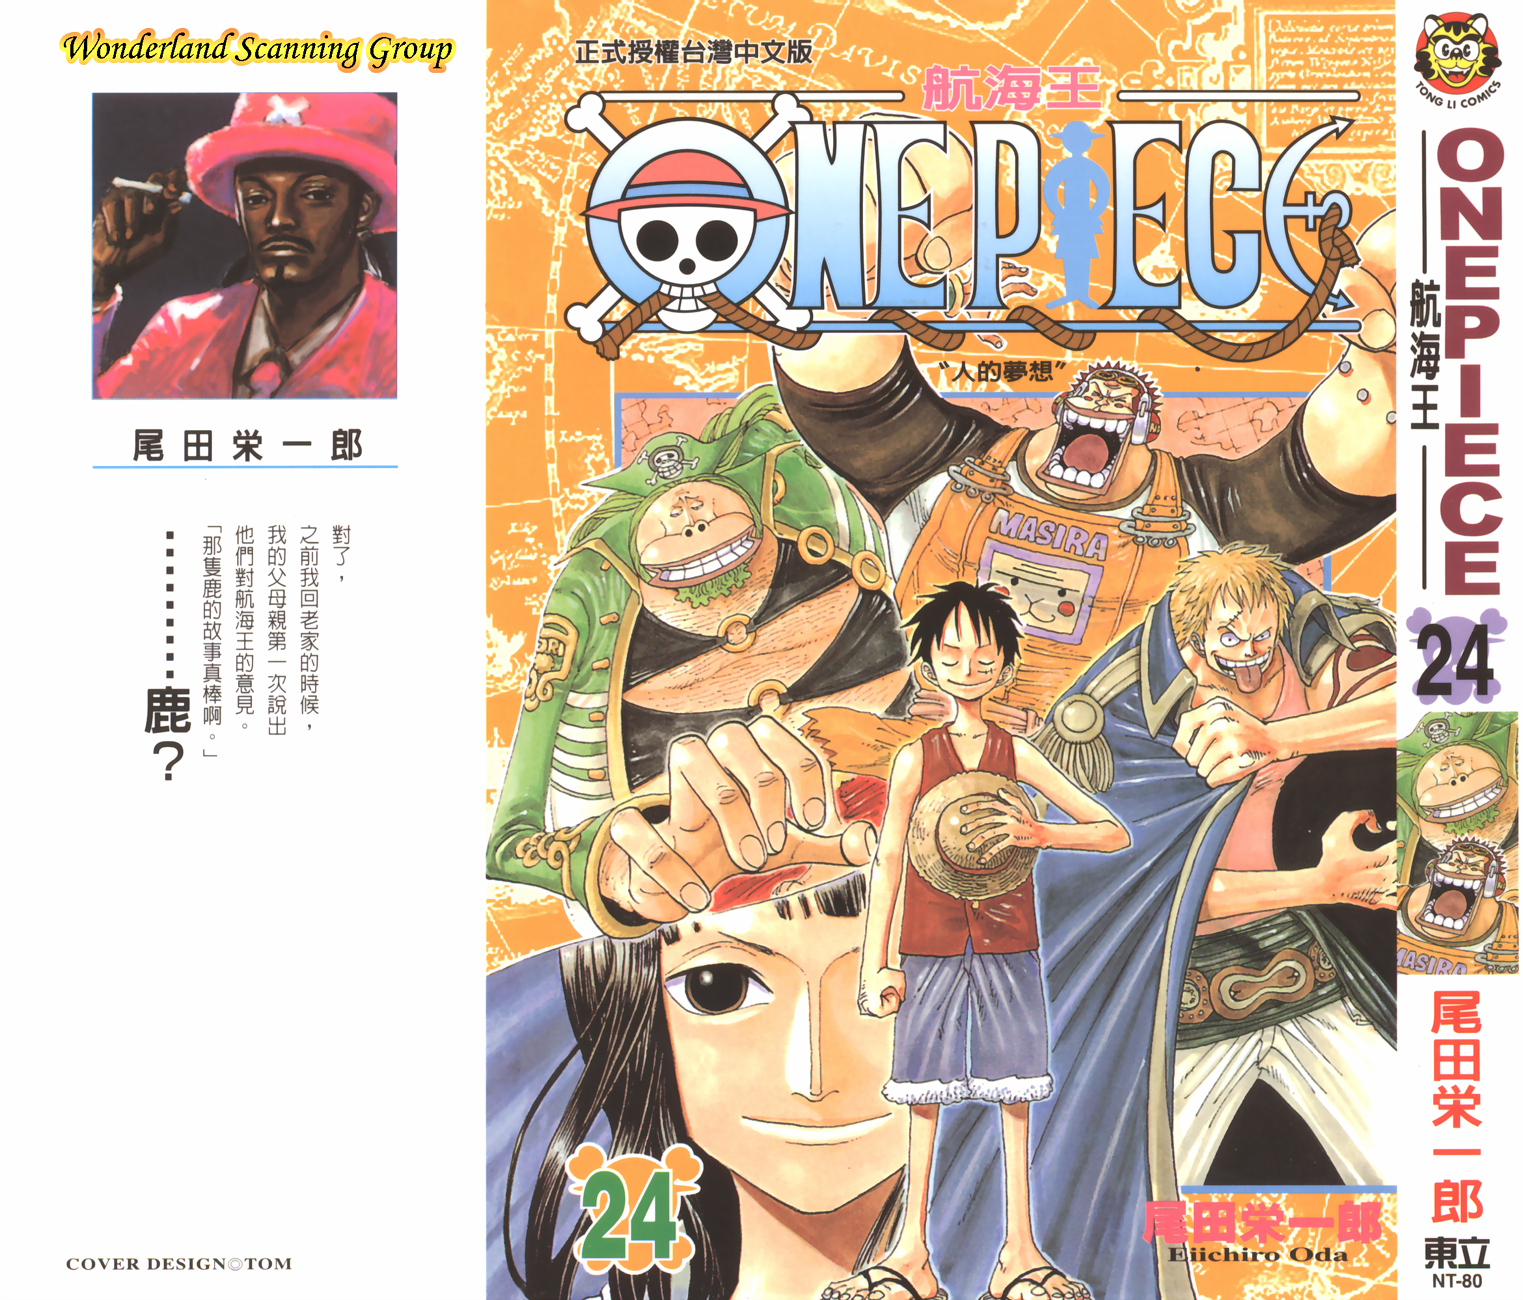 Wonderland Scanning Group
尾田栄一郎
對了，
之前我回老家的時候，
我的父母親第一次說出
他們對航海王的意見。
「那隻鹿的故事真棒啊。」
⋯⋯⋯鹿？
COVER DESIGN©TOM
正式授權台灣中文版
航海王
ONE PIECE
"人的夢想"
MASIRA
24
尾田栄一郎
Eiichiro Oda
TONG LI COMICS
ONE PIECE
航海王
24
MASIRA
尾田栄一郎
東立
NT-80